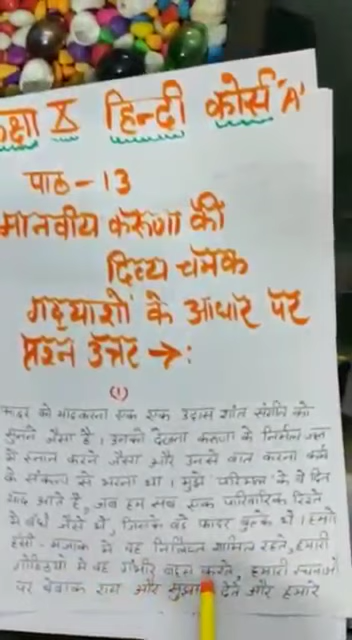 कक्षा X हिन्दी कोर्स 'A'
पाठ - 13
मानवीय करूणा की
दिव्य चमक
गद्यांशों के आधार पर
प्रश्न उत्तर →:
(1)
फादर को याद करना एक उदास शांत संगीत को
सुनने जैसा है। उनको देखना करुणा के निर्मल जल
में स्नान करने जैसा और उनसे बात करना कर्म
के संकल्प से भरना था। मुझे 'परिमल' के वे दिन
याद आते हैं, जब हम सब एक पारिवारिक रिश्ते
में बंधे जैसे थे, जिसके बड़े फादर बुल्के थे। हमारे
हंसी-मजाक में वह निर्लिप्त शामिल रहते, हमारी
गोष्ठियों में वह गंभीर बहस करते, हमारी रचनाओं
पर बेबाक राय और सुझाव देते और हमारे